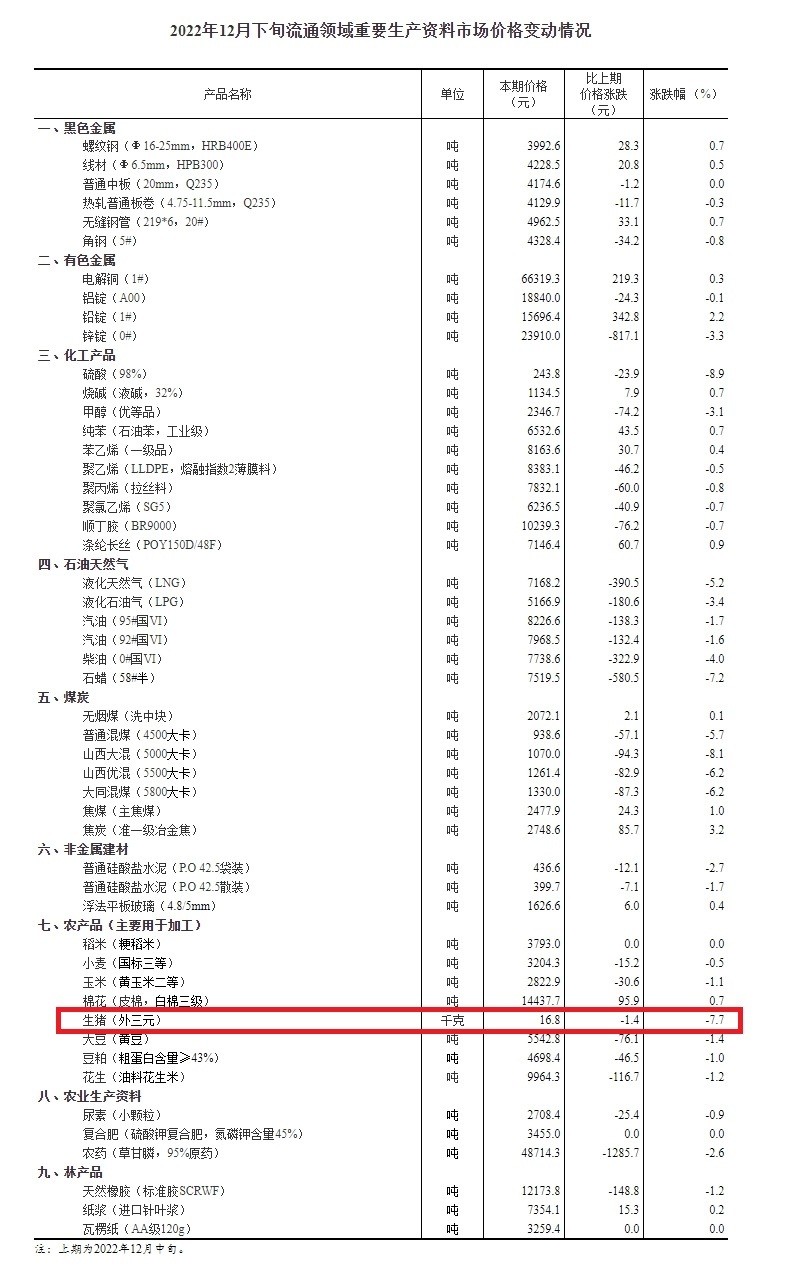 2022年12月下旬流通领域重要生产资料市场价格变动情况
产品名称 单位 本期价格（元） 比上期价格涨跌（元） 涨跌幅（%）
一、黑色金属
螺纹钢（Φ16-25mm，HRB400E） 吨 3992.6 28.3 0.7
线材（Φ6.5mm，HPB300） 吨 4228.5 20.8 0.5
普通中板（20mm，Q235） 吨 4174.6 -1.2 0.0
热轧普通板卷（4.75-11.5mm，Q235） 吨 4129.9 -11.7 -0.3
无缝钢管（219*6，20#） 吨 4962.5 33.1 0.7
角钢（5#） 吨 4328.4 -34.2 -0.8
二、有色金属
电解铜（1#） 吨 66319.3 219.3 0.3
铝锭（A00） 吨 18840.0 -24.3 -0.1
铅锭（1#） 吨 15696.4 342.8 2.2
锌锭（0#） 吨 23910.0 -817.1 -3.3
三、化工产品
硫酸（98%） 吨 243.8 -23.9 -8.9
烧碱（液碱，32%） 吨 1134.5 7.9 0.7
甲醇（优等品） 吨 2346.7 -74.2 -3.1
纯苯（石油苯，工业级） 吨 6532.6 43.5 0.7
苯乙烯（一级品） 吨 8163.6 30.7 0.4
聚乙烯（LLDPE，熔融指数2薄膜料） 吨 8383.1 -46.2 -0.5
聚丙烯（拉丝料） 吨 7832.1 -60.0 -0.8
聚氯乙烯（SG5） 吨 6236.5 -40.9 -0.7
顺丁胶（BR9000） 吨 10239.3 -76.2 -0.7
涤纶长丝（POY150D/48F） 吨 7146.4 60.7 0.9
四、石油天然气
液化天然气（LNG） 吨 7168.2 -390.5 -5.2
液化石油气（LPG） 吨 5166.9 -180.6 -3.4
汽油（95#国VI） 吨 8226.6 -138.3 -1.7
汽油（92#国VI） 吨 7968.5 -132.4 -1.6
柴油（0#国VI） 吨 7738.6 -322.9 -4.0
石蜡（58#半） 吨 7519.5 -580.5 -7.2
五、煤炭
无烟煤（洗中块） 吨 2072.1 2.1 0.1
普通混煤（4500大卡） 吨 938.6 -57.1 -5.7
山西大混（5000大卡） 吨 1070.0 -94.3 -8.1
山西优混（5500大卡） 吨 1261.4 -82.9 -6.2
大同混煤（5800大卡） 吨 1330.0 -87.3 -6.2
焦煤（主焦煤） 吨 2477.9 24.3 1.0
焦炭（准一级冶金焦） 吨 2748.6 85.7 3.2
六、非金属建材
普通硅酸盐水泥（P.O 42.5袋装） 吨 436.6 -12.1 -2.7
普通硅酸盐水泥（P.O 42.5散装） 吨 399.7 -7.1 -1.7
浮法平板玻璃（4.8/5mm） 吨 1626.6 6.0 0.4
七、农产品（主要用于加工）
稻米（粳稻米） 吨 3793.0 0.0 0.0
小麦（国标三等） 吨 3204.3 -15.2 -0.5
玉米（黄玉米二等） 吨 2822.9 -30.6 -1.1
棉花（皮棉，白棉三级） 吨 14437.7 95.9 0.7
生猪（外三元） 千克 16.8 -1.4 -7.7
大豆（黄豆） 吨 5542.8 -76.1 -1.4
豆粕（粗蛋白含量≥43%） 吨 4698.4 -46.5 -1.0
花生（油料花生米） 吨 9964.3 -116.7 -1.2
八、农业生产资料
尿素（小颗粒） 吨 2708.4 -25.4 -0.9
复合肥（硫酸钾复合肥，氮磷钾含量45%） 吨 3455.0 0.0 0.0
农药（草甘膦，95%原药） 吨 48714.3 -1285.7 -2.6
九、林产品
天然橡胶（标准胶SCRWF） 吨 12173.8 -148.8 -1.2
纸浆（进口针叶浆） 吨 7354.1 15.3 0.2
瓦楞纸（AA级120g） 吨 3259.4 0.0 0.0
注：上期为2022年12月中旬。